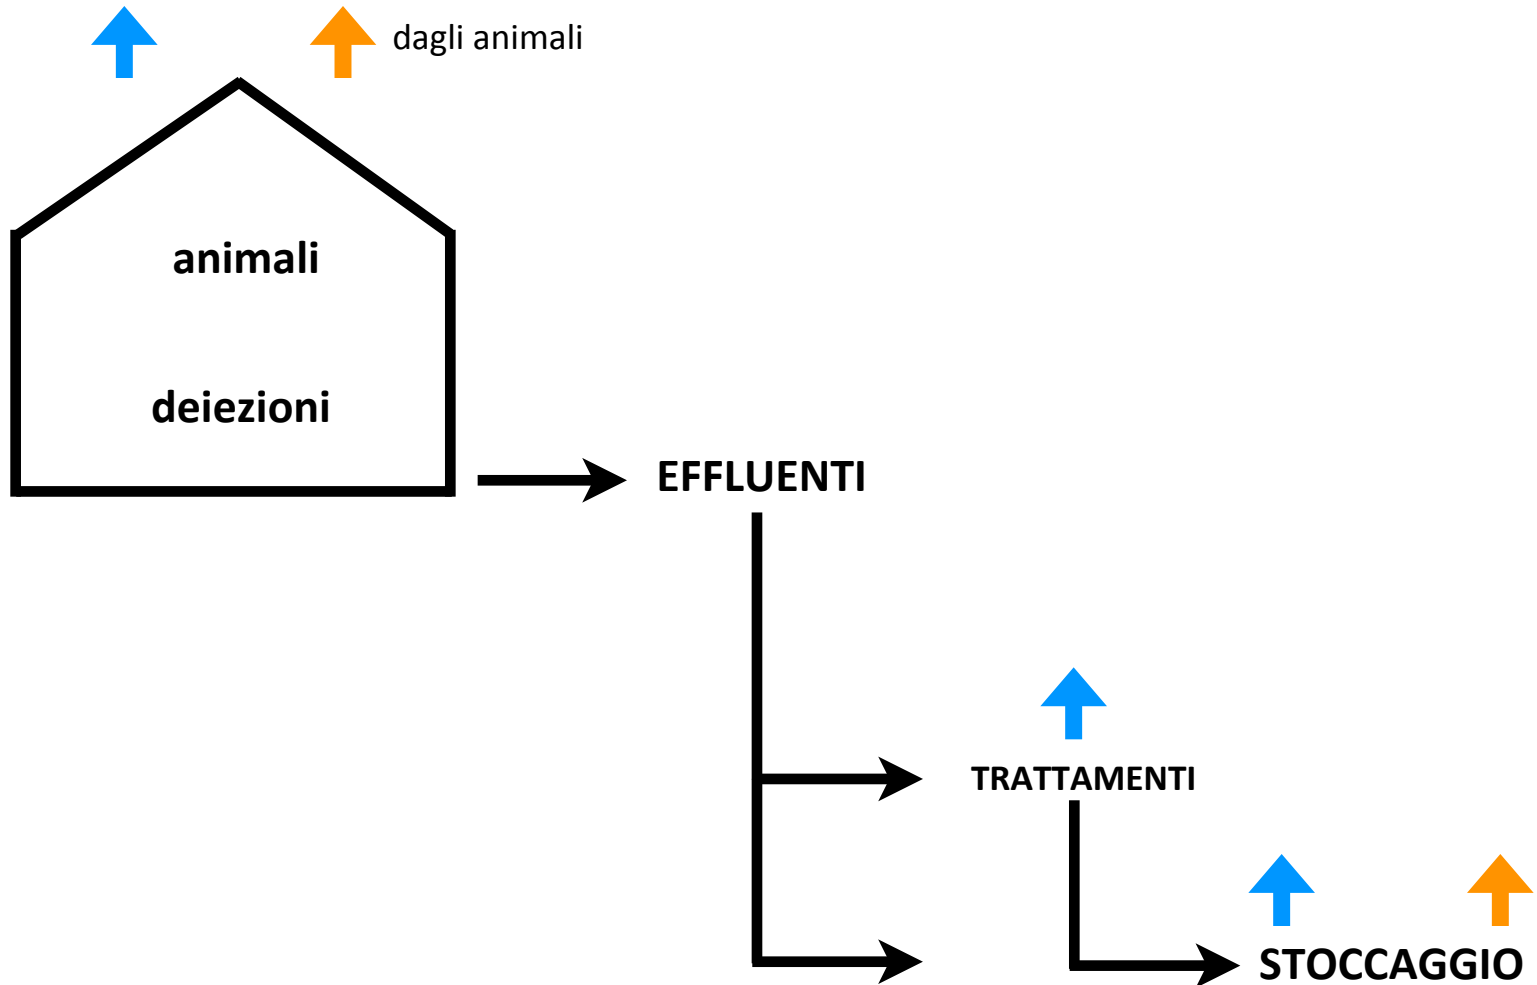 dagli animali
animali
deiezioni
EFFLUENTI
TRATTAMENTI
STOCCAGGIO